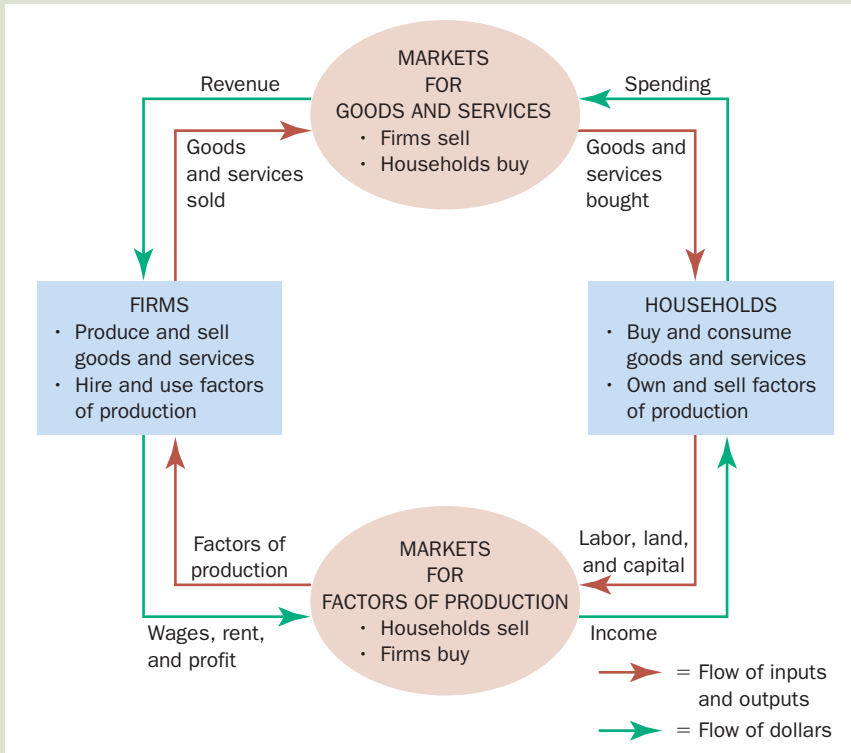 MARKETS
FOR
GOODS AND SERVICES
• Firms sell
• Households buy
Revenue
Spending
Goods
and services
sold
Goods and
services
bought
FIRMS
• Produce and sell
goods and services
• Hire and use factors
of production
HOUSEHOLDS
• Buy and consume
goods and services
• Own and sell factors
of production
Factors of
production
Labor, land,
and capital
MARKETS
FOR
FACTORS OF PRODUCTION
• Households sell
• Firms buy
Wages, rent,
and profit
Income
= Flow of inputs
and outputs
= Flow of dollars